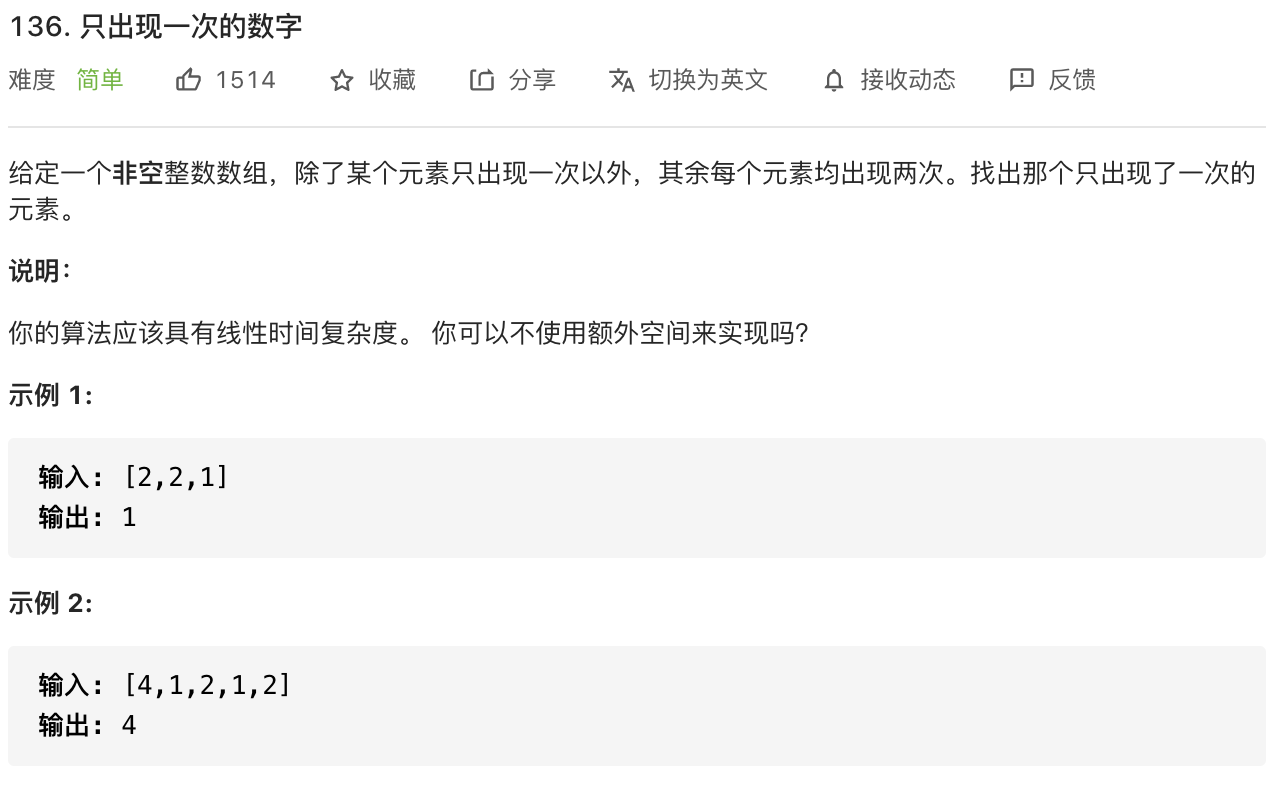 136. 只出现一次的数字
难度 简单 1514 收藏 分享 切换为英文 接收动态 反馈
给定一个非空整数数组，除了某个元素只出现一次以外，其余每个元素均出现两次。找出那个只出现了一次的
元素。
说明：
你的算法应该具有线性时间复杂度。 你可以不使用额外空间来实现吗？
示例 1:
输入: [2,2,1]
输出: 1
示例 2:
输入: [4,1,2,1,2]
输出: 4